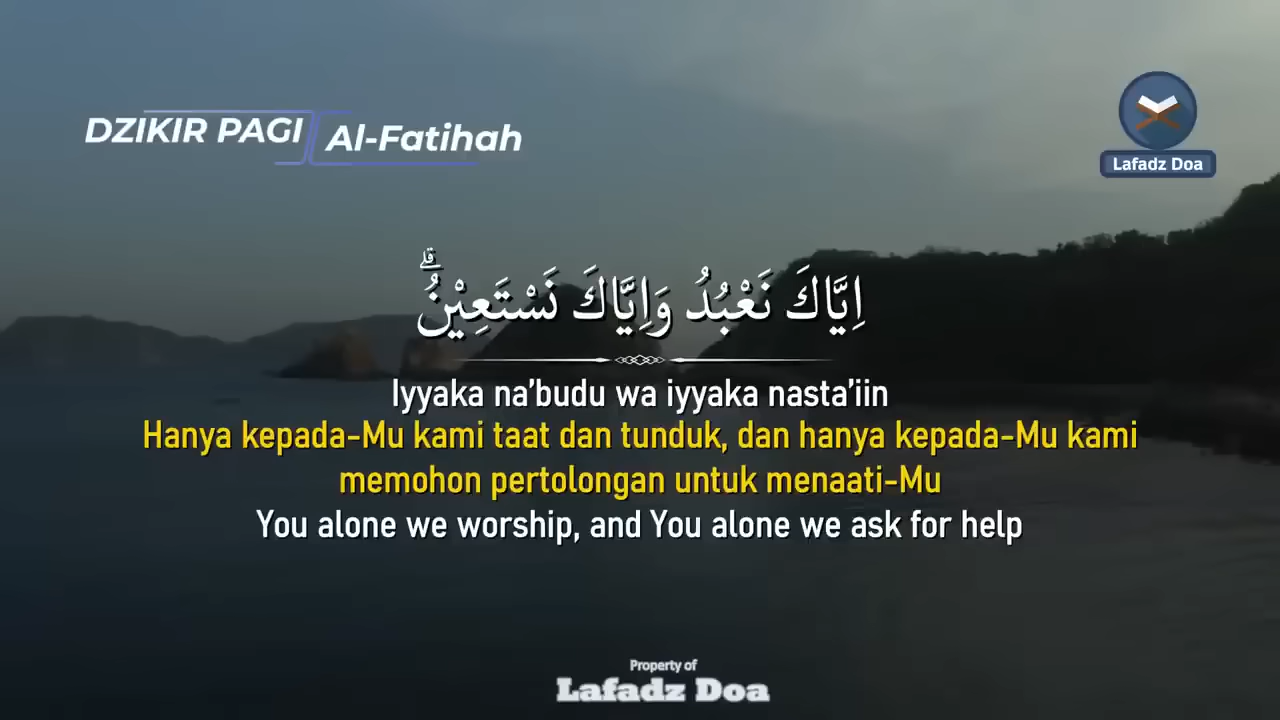 DZIKIR PAGI
Al-Fatihah
Lafadz Doa
اِيَّاكَ نَعْبُدُ وَاِيَّاكَ نَسْتَعِيْنُۗ
Iyyaka na’budu wa iyyaka nasta’iin
Hanya kepada-Mu kami taat dan tunduk, dan hanya kepada-Mu kami
memohon pertolongan untuk menaati-Mu
You alone we worship, and You alone we ask for help
Property of
Lafadz Doa